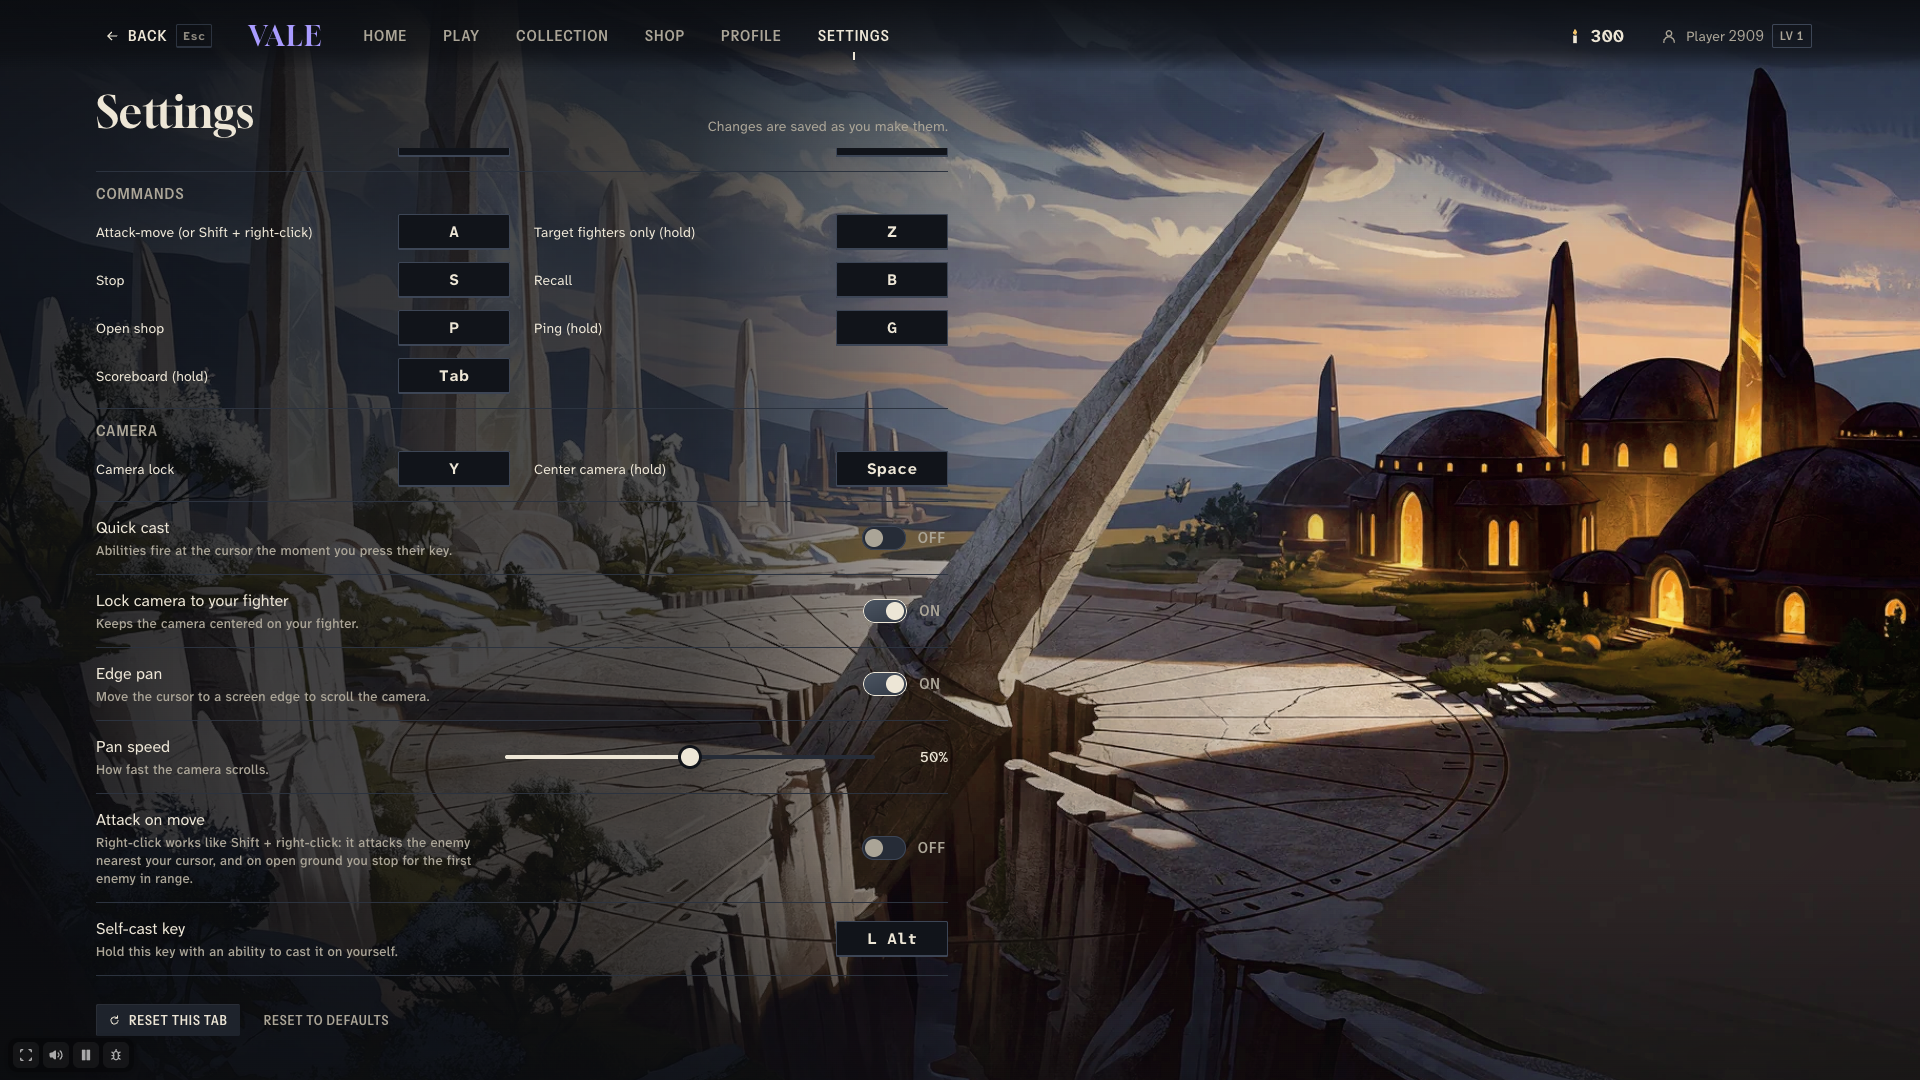 BACK Esc VALE HOME PLAY COLLECTION SHOP PROFILE SETTINGS 300 Player 2909 LV 1
Settings
Changes are saved as you make them.
COMMANDS
Attack-move (or Shift + right-click) A Target fighters only (hold) Z
Stop S Recall B
Open shop P Ping (hold) G
Scoreboard (hold) Tab
CAMERA
Camera lock Y Center camera (hold) Space
Quick cast
Abilities fire at the cursor the moment you press their key.
OFF
Lock camera to your fighter
Keeps the camera centered on your fighter.
ON
Edge pan
Move the cursor to a screen edge to scroll the camera.
ON
Pan speed
How fast the camera scrolls.
50%
Attack on move
Right-click works like Shift + right-click: it attacks the enemy
nearest your cursor, and on open ground you stop for the first
enemy in range.
OFF
Self-cast key
Hold this key with an ability to cast it on yourself.
L Alt
RESET THIS TAB RESET TO DEFAULTS